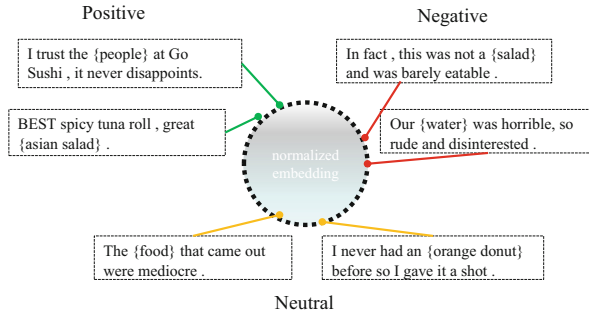 Positive
Negative
I trust the {people} at Go
Sushi , it never disappoints.
In fact , this was not a {salad}
and was barely eatable .
BEST spicy tuna roll , great
{asian salad} .
Our {water} was horrible, so
rude and disinterested .
normalized
embedding
The {food} that came out
were mediocre .
I never had an {orange donut}
before so I gave it a shot .
Neutral